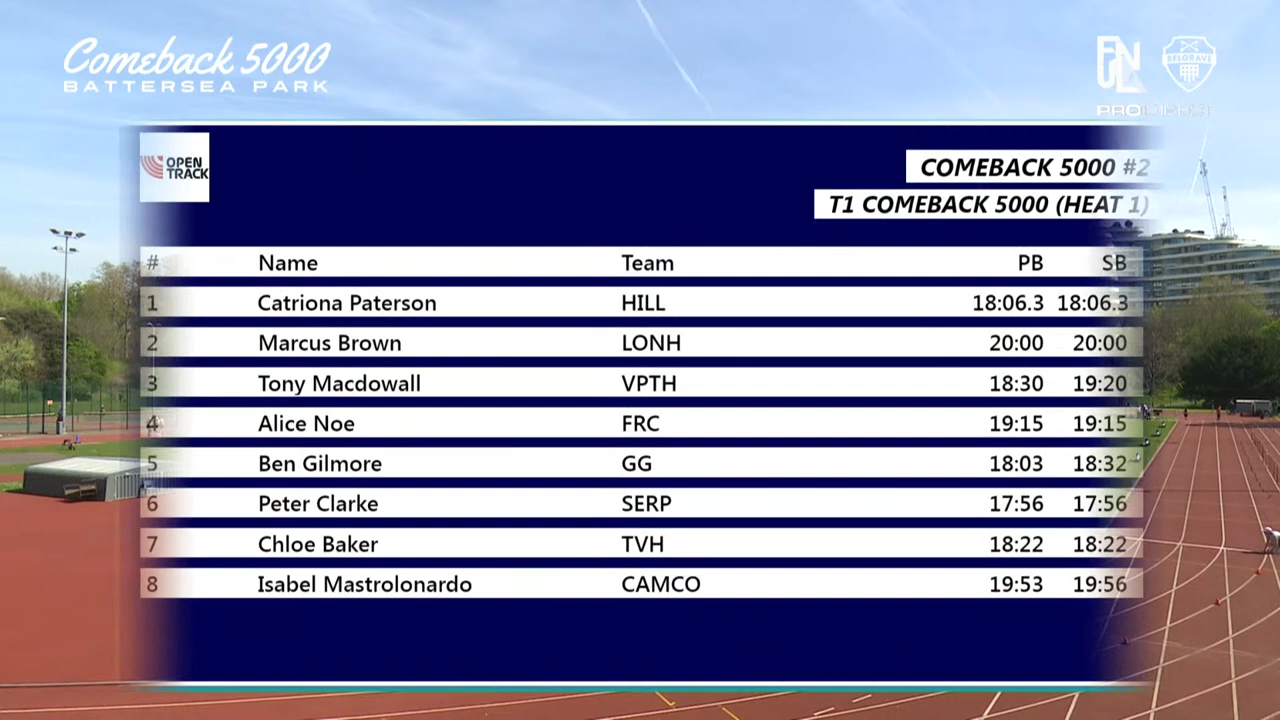 Comeback 5000
BATTERSEA PARK
BELGRAVE
OPEN
TRACK
COMEBACK 5000 #2
T1 COMEBACK 5000 (HEAT 1)
# Name Team PB SB
1 Catriona Paterson HILL 18:06.3 18:06.3
2 Marcus Brown LONH 20:00 20:00
3 Tony Macdowall VPTH 18:30 19:20
4 Alice Noe FRC 19:15 19:15
5 Ben Gilmore GG 18:03 18:32
6 Peter Clarke SERP 17:56 17:56
7 Chloe Baker TVH 18:22 18:22
8 Isabel Mastrolonardo CAMCO 19:53 19:56